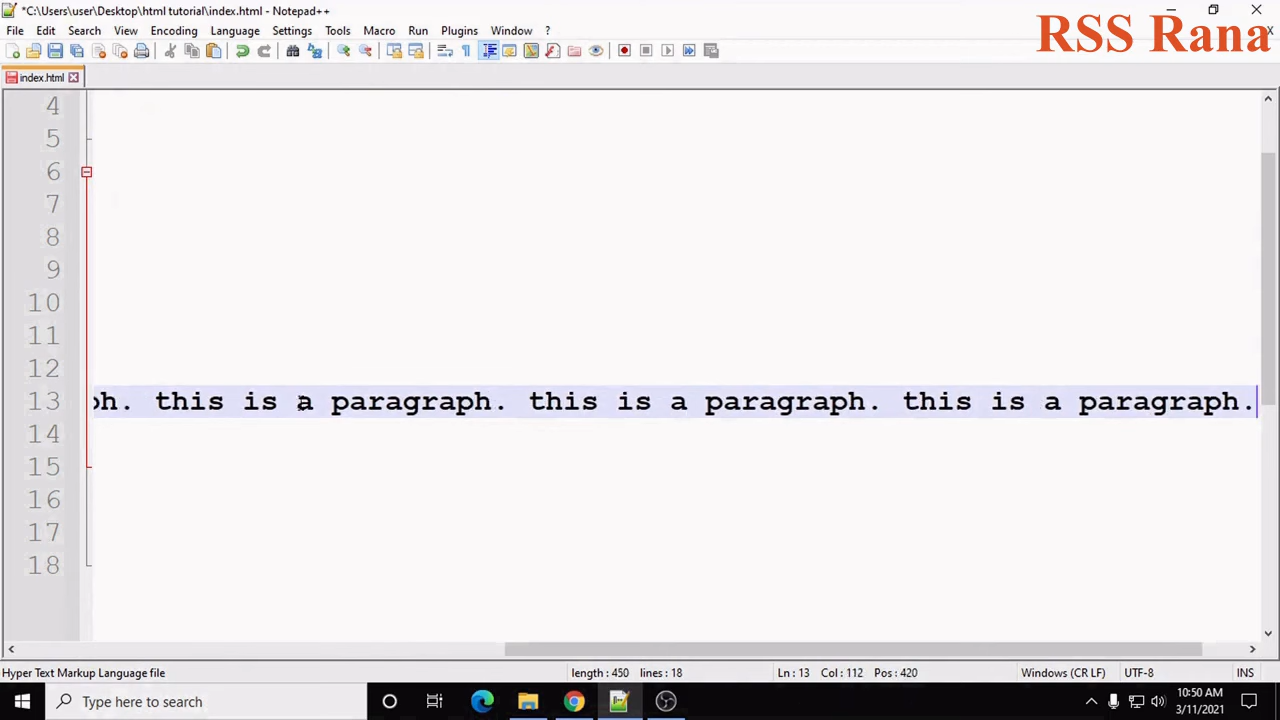 *C:\Users\user\Desktop\html tutorial\index.html - Notepad++
RSS Rana
File Edit Search View Encoding Language Settings Tools Macro Run Plugins Window ?
index.html
4
5
6
7
8
9
10
11
12
13 ph. this is a paragraph. this is a paragraph. this is a paragraph.
14
15
16
17
18
Hyper Text Markup Language file length : 450 lines : 18 Ln : 13 Col : 112 Pos : 420 Windows (CR LF) UTF-8 INS
Type here to search
10:50 AM
3/11/2021